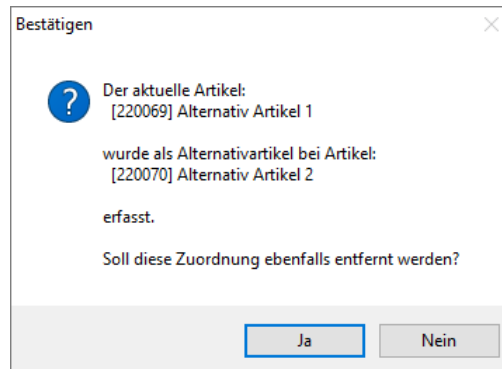 Bestätigen
Der aktuelle Artikel:
[220069] Alternativ Artikel 1
wurde als Alternativartikel bei Artikel:
[220070] Alternativ Artikel 2
erfasst.
Soll diese Zuordnung ebenfalls entfernt werden?
Ja
Nein